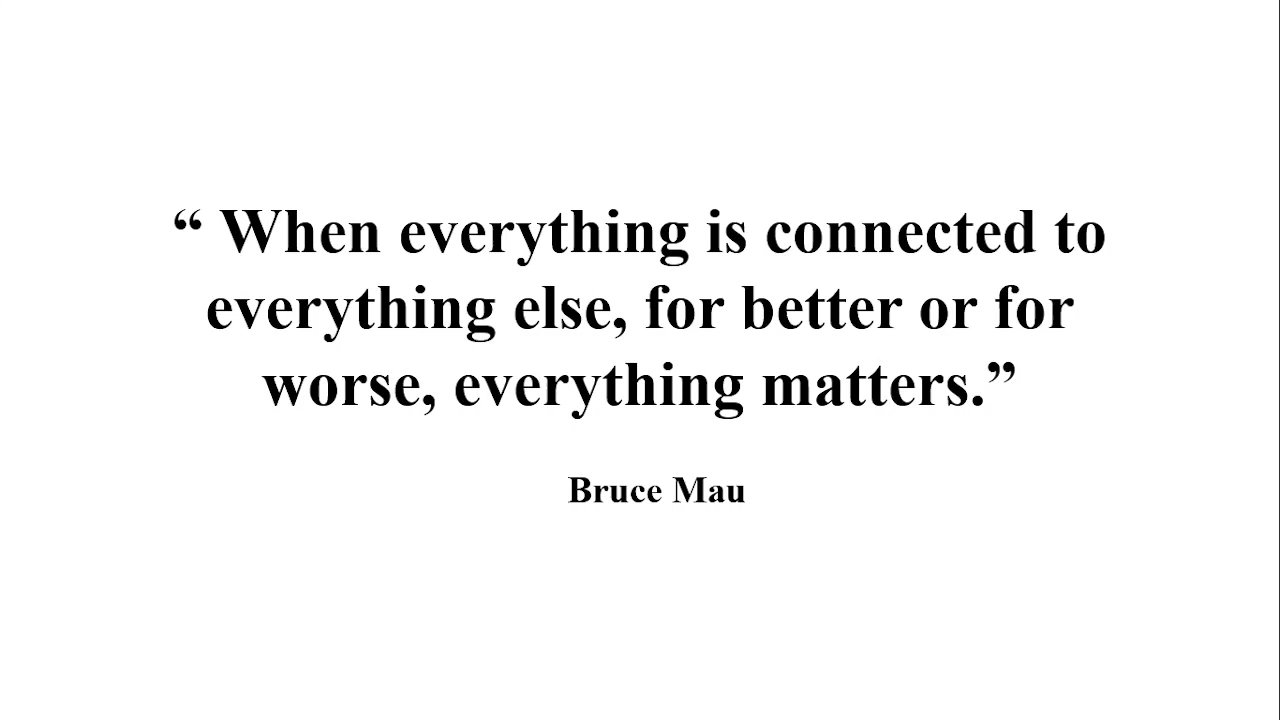 “ When everything is connected to
everything else, for better or for
worse, everything matters.”
Bruce Mau